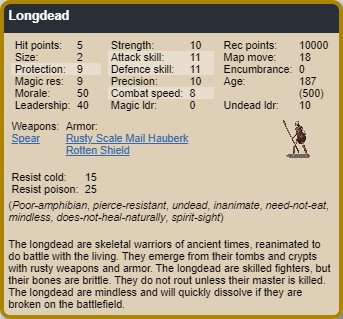 Longdead
Hit points: 5 Strength: 10 Rec points: 10000
Size: 2 Attack skill: 11 Map move: 18
Protection: 9 Defence skill: 11 Encumbrance: 0
Magic res: 9 Precision: 10 Age: 187
Morale: 50 Combat speed: 8 (500)
Leadership: 40 Magic ldr: 0 Undead ldr: 10
Weapons: Armor:
Spear Rusty Scale Mail Hauberk
Rotten Shield
Resist cold: 15
Resist poison: 25
(Poor-amphibian, pierce-resistant, undead, inanimate, need-not-eat,
mindless, does-not-heal-naturally, spirit-sight)
The longdead are skeletal warriors of ancient times, reanimated to
do battle with the living. They emerge from their tombs and crypts
with rusty weapons and armor. The longdead are skilled fighters, but
their bones are brittle. They do not rout unless their master is killed.
The longdead are mindless and will quickly dissolve if they are
broken on the battlefield.